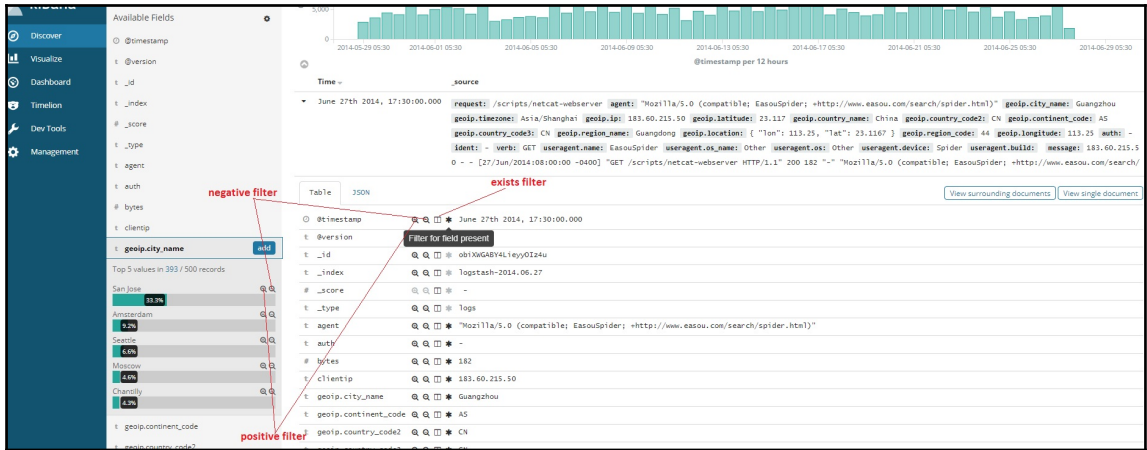 kibana
Discover
Visualize
Dashboard
Timelion
Dev Tools
Management
Available Fields
@timestamp
t @version
t _id
t _index
# _score
t _type
t agent
t auth
# bytes
t clientip
t geoip.city_name add
Top 5 values in 393 / 500 records
San Jose
33.3%
Amsterdam
9.2%
Seattle
6.6%
Moscow
4.6%
Chantilly
4.3%
t geoip.continent_code
t geoip.country_code2
5,000
0
2014-05-29 05:30 2014-06-01 05:30 2014-06-05 05:30 2014-06-09 05:30 2014-06-13 05:30 2014-06-17 05:30 2014-06-21 05:30 2014-06-25 05:30 2014-06-29 05:30
@timestamp per 12 hours
Time _source
June 27th 2014, 17:30:00.000 request: /scripts/netcat-webserver agent: "Mozilla/5.0 (compatible; EasouSpider; +http://www.easou.com/search/spider.html)" geoip.city_name: Guangzhou
geoip.timezone: Asia/Shanghai geoip.ip: 183.60.215.50 geoip.latitude: 23.117 geoip.country_name: China geoip.country_code2: CN geoip.continent_code: AS
geoip.country_code3: CN geoip.region_name: Guangdong geoip.location: { "lon": 113.25, "lat": 23.1167 } geoip.region_code: 44 geoip.longitude: 113.25 auth: -
ident: - verb: GET useragent.name: EasouSpider useragent.os_name: Other useragent.os: Other useragent.device: Spider useragent.build: message: 183.60.215.5
0 - - [27/Jun/2014:08:00:00 -0400] "GET /scripts/netcat-webserver HTTP/1.1" 200 182 "-" "Mozilla/5.0 (compatible; EasouSpider; +http://www.easou.com/search/
negative filter
exists filter
positive filter
Table JSON View surrounding documents View single document
@timestamp June 27th 2014, 17:30:00.000
Filter for field present
t @version
t _id obiXWGABY4LieyyOIz4u
t _index logstash-2014.06.27
# _score -
t _type logs
t agent "Mozilla/5.0 (compatible; EasouSpider; +http://www.easou.com/search/spider.html)"
t auth -
# bytes 182
t clientip 183.60.215.50
t geoip.city_name Guangzhou
t geoip.continent_code AS
t geoip.country_code2 CN